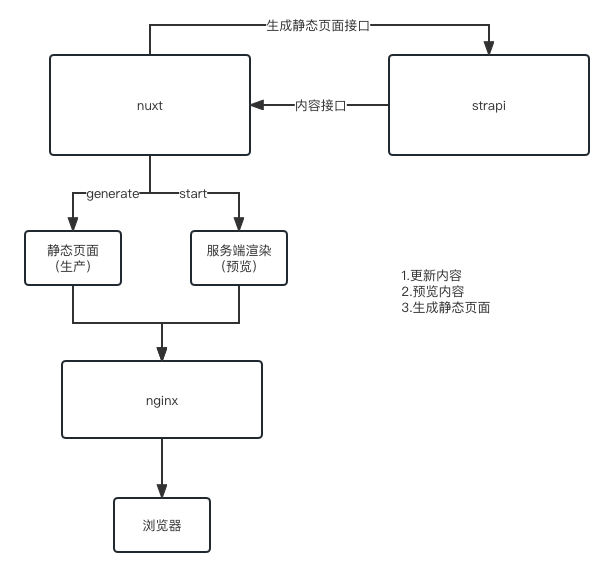 生成静态页面接口
nuxt
内容接口
strapi
generate
start
静态页面
（生产）
服务端渲染
（预览）
1.更新内容
2.预览内容
3.生成静态页面
nginx
浏览器